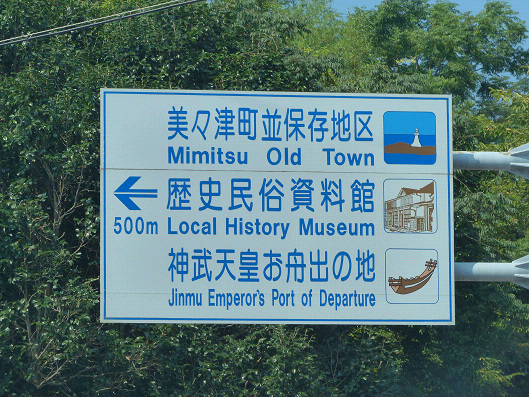 美々津町並保存地区
Mimitsu Old Town
歴史民俗資料館
500m Local History Museum
神武天皇お舟出の地
Jinmu Emperor's Port of Departure